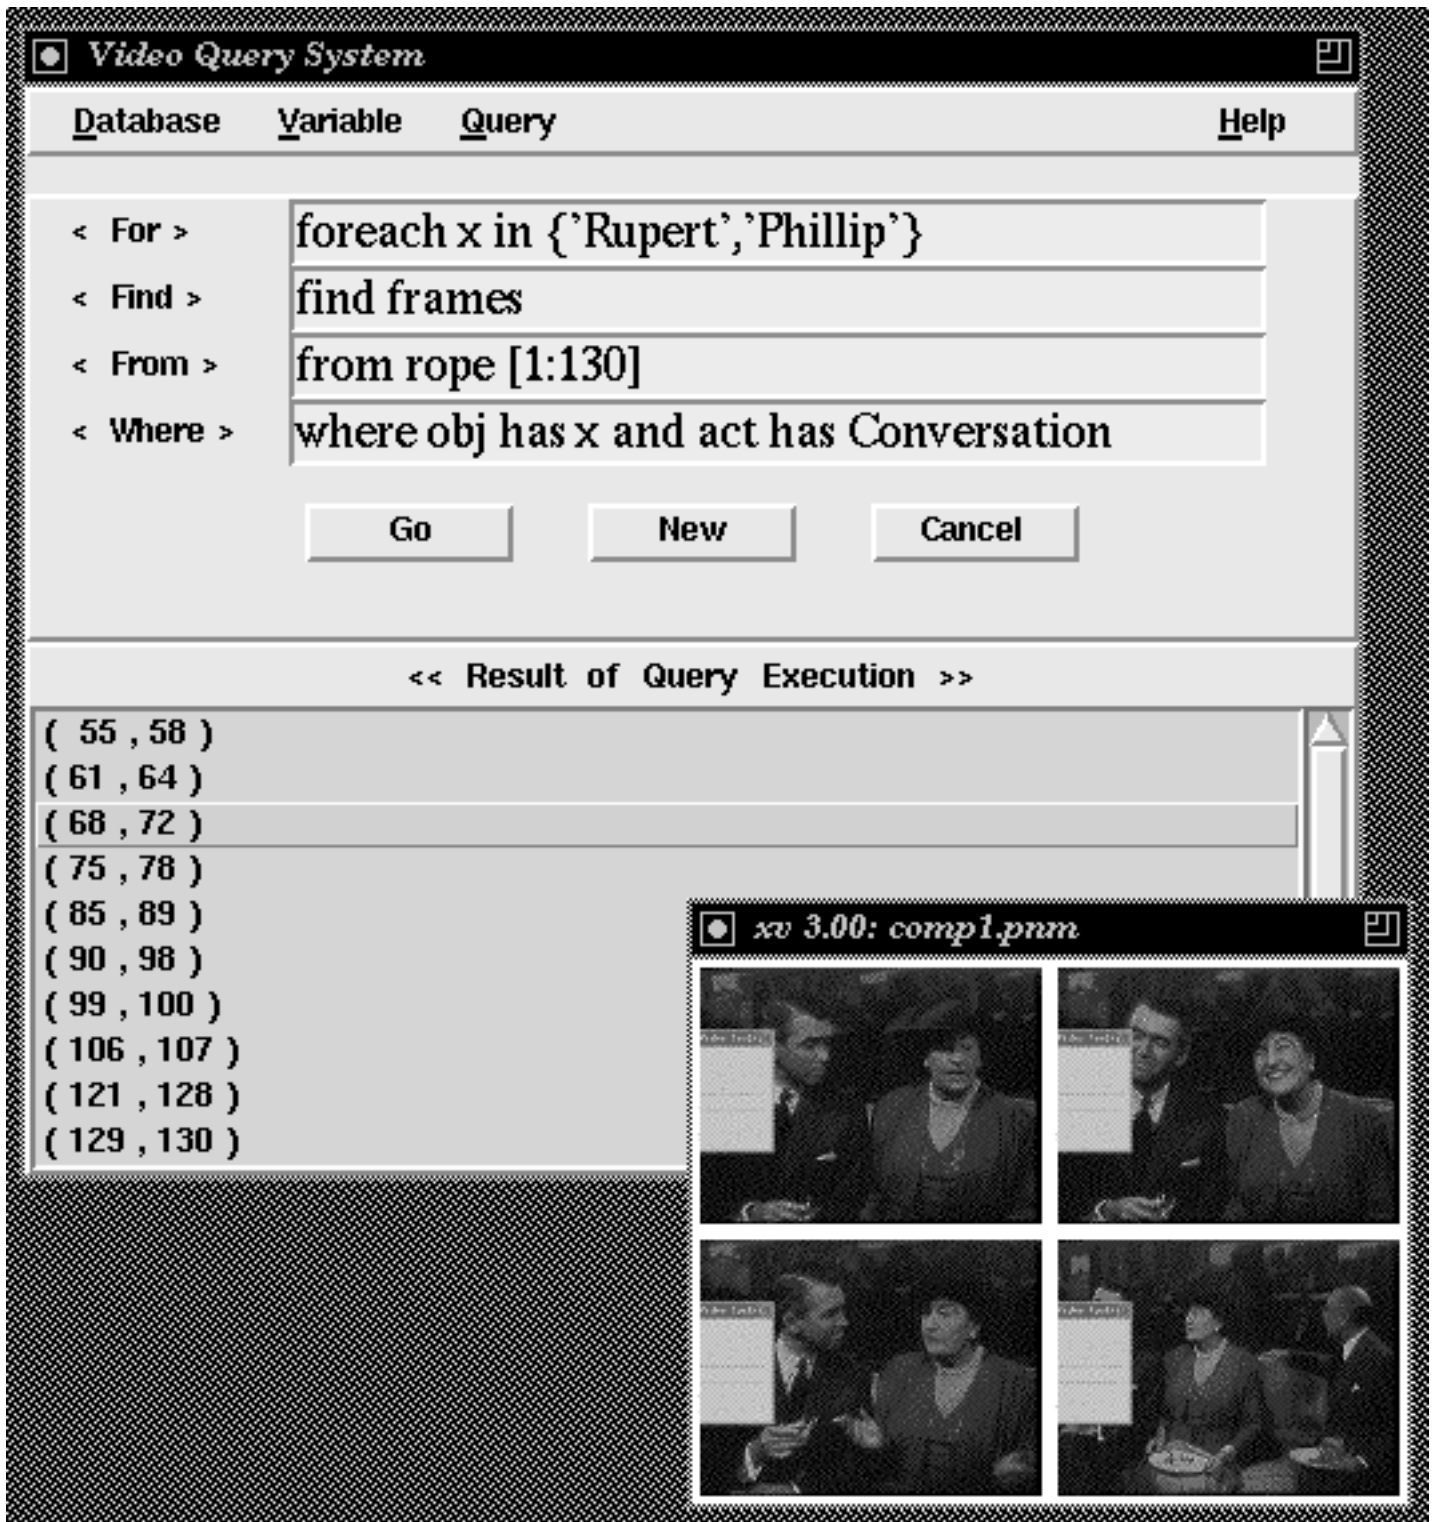 Video Query System
Database Variable Query Help
< For > foreach x in {’Rupert’,’Phillip’}
< Find > find frames
< From > from rope [1:130]
< Where > where obj has x and act has Conversation
Go New Cancel
<< Result of Query Execution >>
( 55 , 58 )
( 61 , 64 )
( 68 , 72 )
( 75 , 78 )
( 85 , 89 )
( 90 , 98 )
( 99 , 100 )
( 106 , 107 )
( 121 , 128 )
( 129 , 130 )
xv 3.00: comp1.pnm